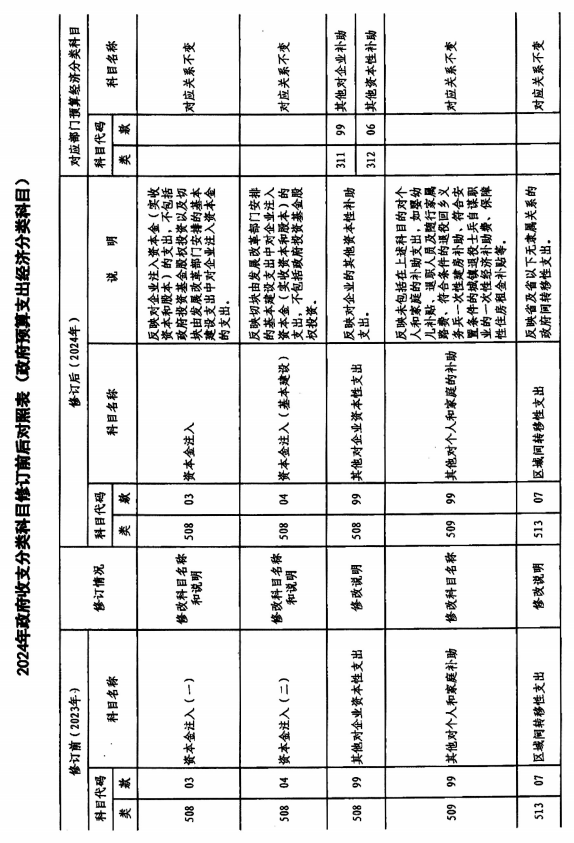 2024年政府收支分类科目修订前后对照表（政府预算支出经济分类科目）
修订前（2023年）
修订情况
修订后（2024年）
对应部门预算经济分类科目
科目代码
科目名称
科目代码
科目名称
说 明
科目代码
科目名称
类 款
类 款
类 款
508 03 资本金注入（一）
修改科目名称
和说明
508 03 资本金注入
反映对企业注入资本金（实收
资本和股本）的支出，不包括
政府投资基金股权投资以及切
块由发展改革部门安排的基本
建设支出中对企业注入资本金
的支出。
对应关系不变
508 04 资本金注入（二）
修改科目名称
和说明
508 04 资本金注入（基本建设）
反映切块由发展改革部门安排
的基本建设支出中对企业注入
资本金（实收资本和股本）的
支出，不包括政府投资基金股
权投资。
对应关系不变
508 99 其他对企业资本性支出
修改说明
508 99 其他对企业资本性支出
反映对企业的其他资本性补助
支出。
311 99 其他对企业补助
312 06 其他资本性补助
509 99 其他对个人和家庭补助
修改科目名称
509 99 其他对个人和家庭的补助
反映未包括在上述科目的对个
人和家庭的补助支出，如婴幼
儿补贴、退职人员及随行家属
路费、符合条件的退役回乡义
务兵一次性建房补助、符合安
置条件的城镇退役士兵自谋职
业的一次性经济补助费、保障
性住房租金补贴等。
对应关系不变
513 07 区域间转移性支出
修改说明
513 07 区域间转移性支出
反映省及省以下无隶属关系的
政府间转移性支出。
对应关系不变